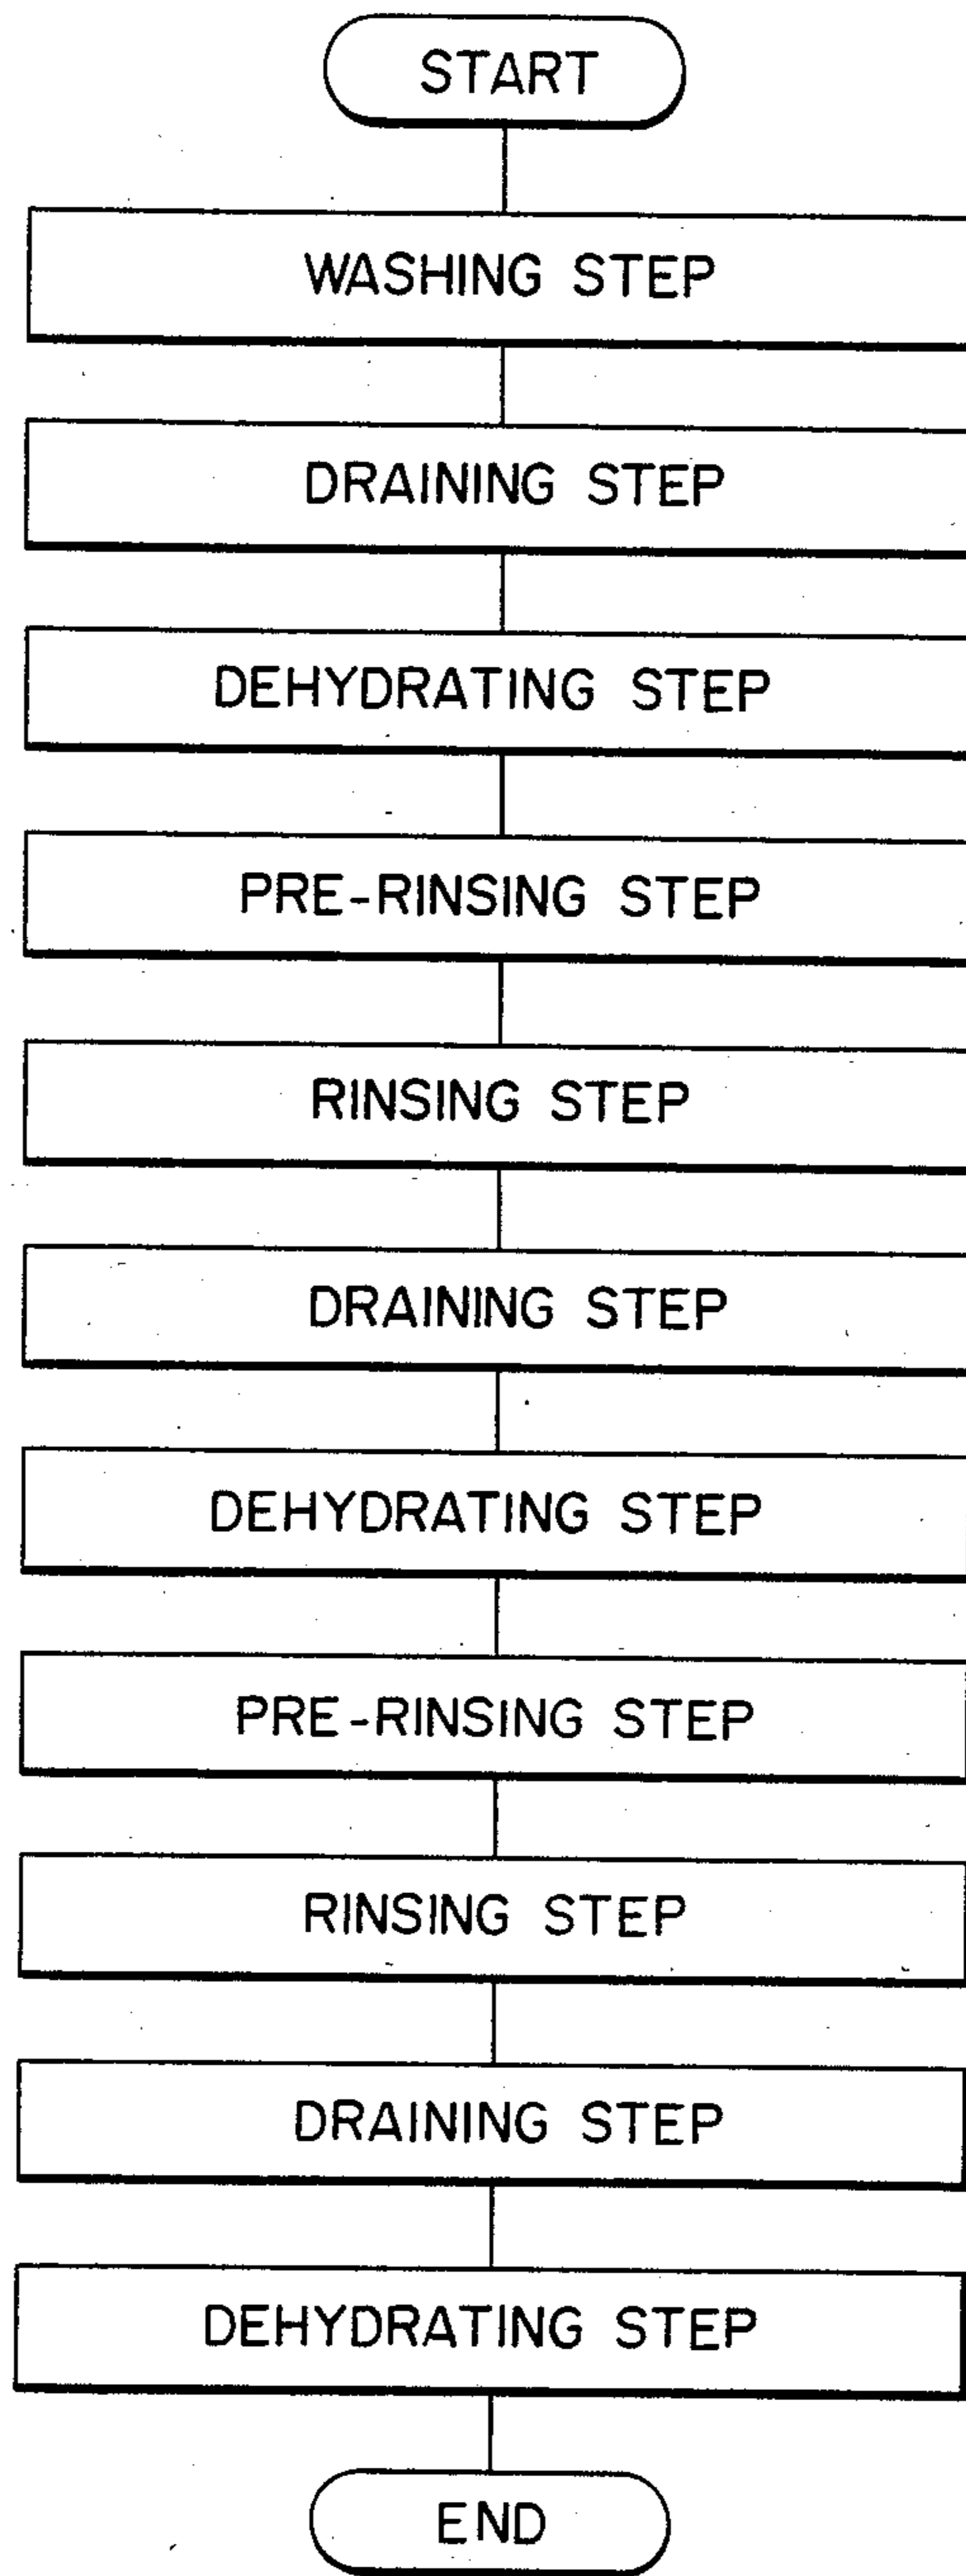 START
WASHING STEP
DRAINING STEP
DEHYDRATING STEP
PRE-RINSING STEP
RINSING STEP
DRAINING STEP
DEHYDRATING STEP
PRE-RINSING STEP
RINSING STEP
DRAINING STEP
DEHYDRATING STEP
END